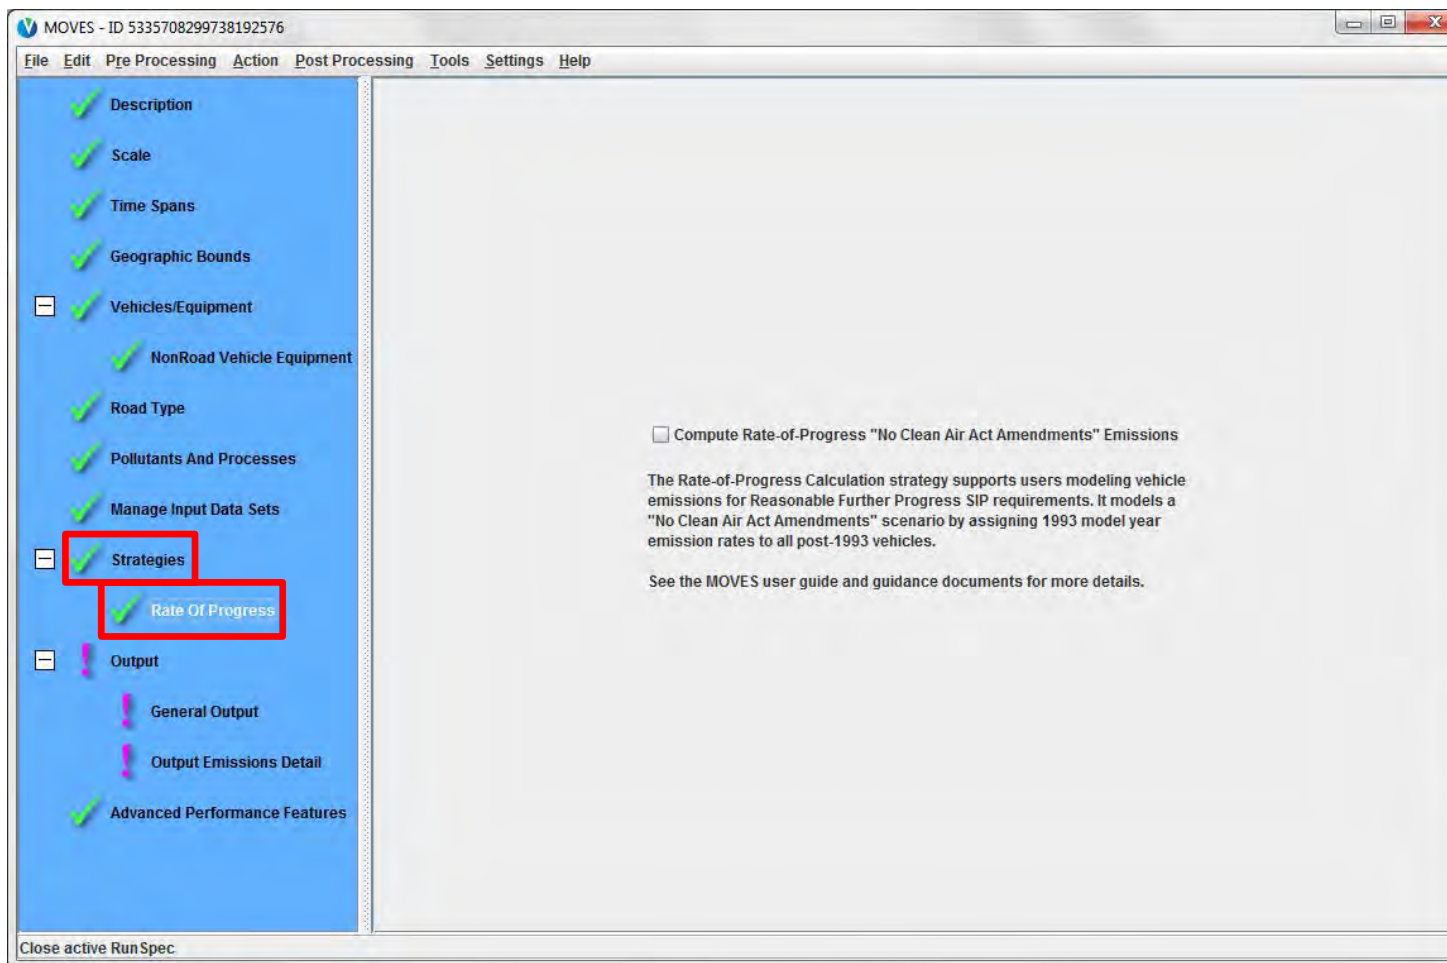 MOVES - ID 5335708299738192576
File Edit Pre Processing Action Post Processing Tools Settings Help
Description
Scale
Time Spans
Geographic Bounds
Vehicles/Equipment
NonRoad Vehicle Equipment
Road Type
Pollutants And Processes
Manage Input Data Sets
Strategies
Rate Of Progress
Output
General Output
Output Emissions Detail
Advanced Performance Features
Compute Rate-of-Progress "No Clean Air Act Amendments" Emissions
The Rate-of-Progress Calculation strategy supports users modeling vehicle
emissions for Reasonable Further Progress SIP requirements. It models a
"No Clean Air Act Amendments" scenario by assigning 1993 model year
emission rates to all post-1993 vehicles.
See the MOVES user guide and guidance documents for more details.
Close active RunSpec